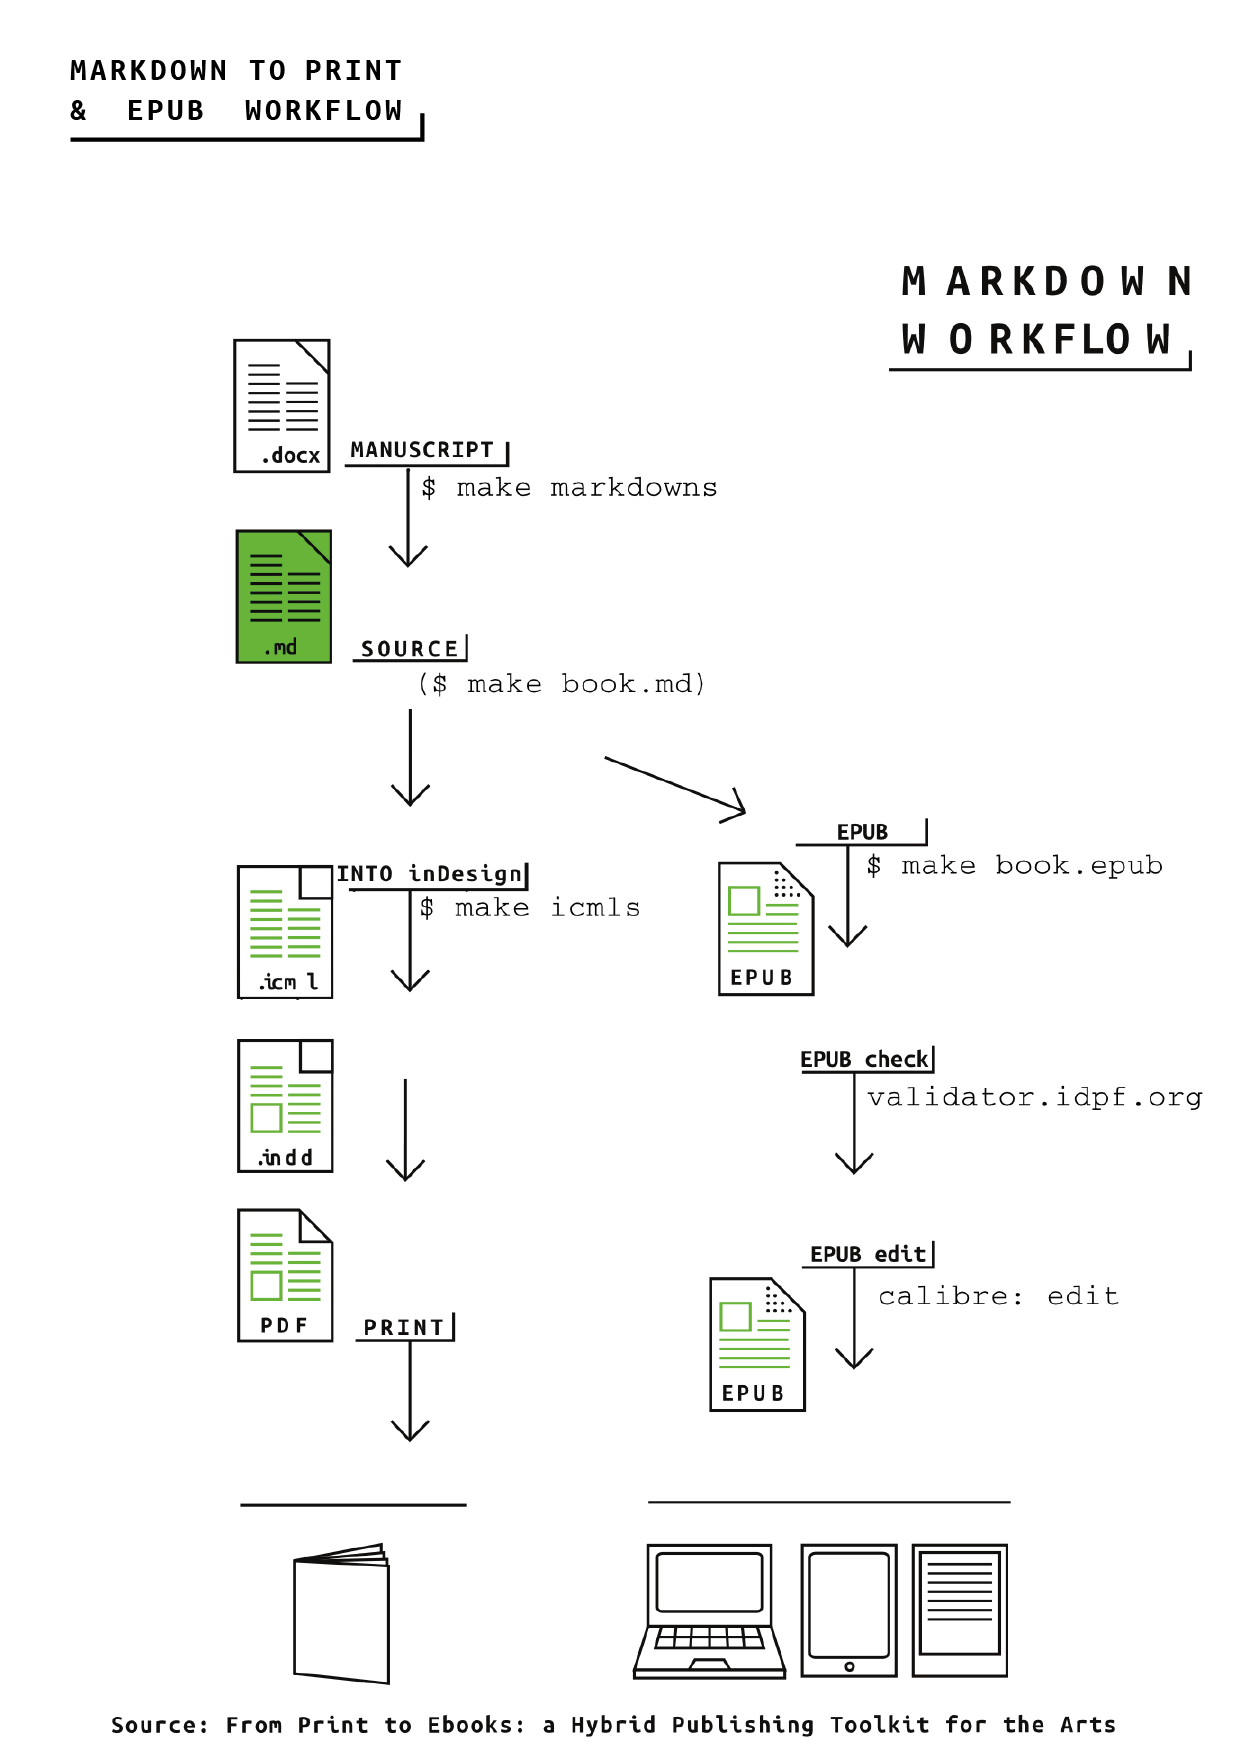 MARKDOWN TO PRINT
& EPUB WORKFLOW
MARKDOWN
WORKFLOW
.docx
MANUSCRIPT
$ make markdowns
.md
SOURCE
($ make book.md)
INTO inDesign
$ make icmls
.icml
EPUB
$ make book.epub
EPUB
.indd
EPUB check
validator.idpf.org
PDF
PRINT
EPUB edit
calibre: edit
EPUB
Source: From Print to Ebooks: a Hybrid Publishing Toolkit for the Arts